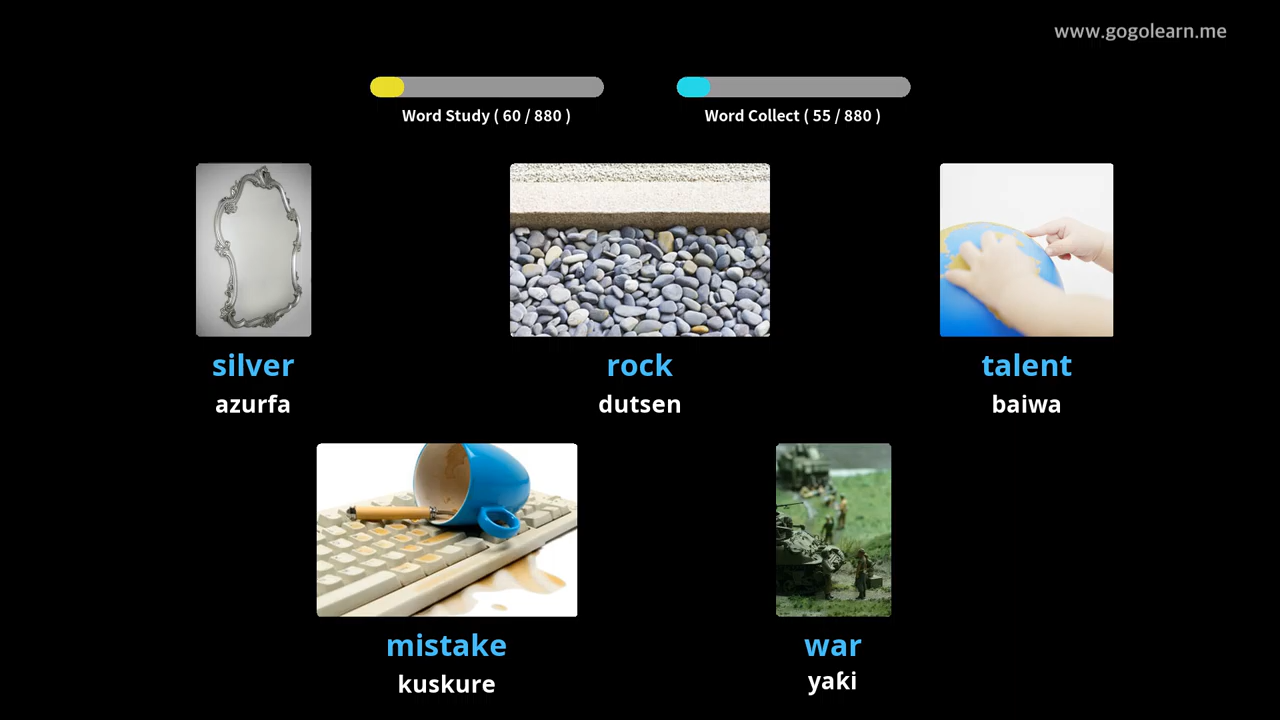 www.gogolearn.me
Word Study ( 60 / 880 )
Word Collect ( 55 / 880 )
silver
azurfa
rock
dutsen
talent
baiwa
mistake
kuskure
war
yaƙi